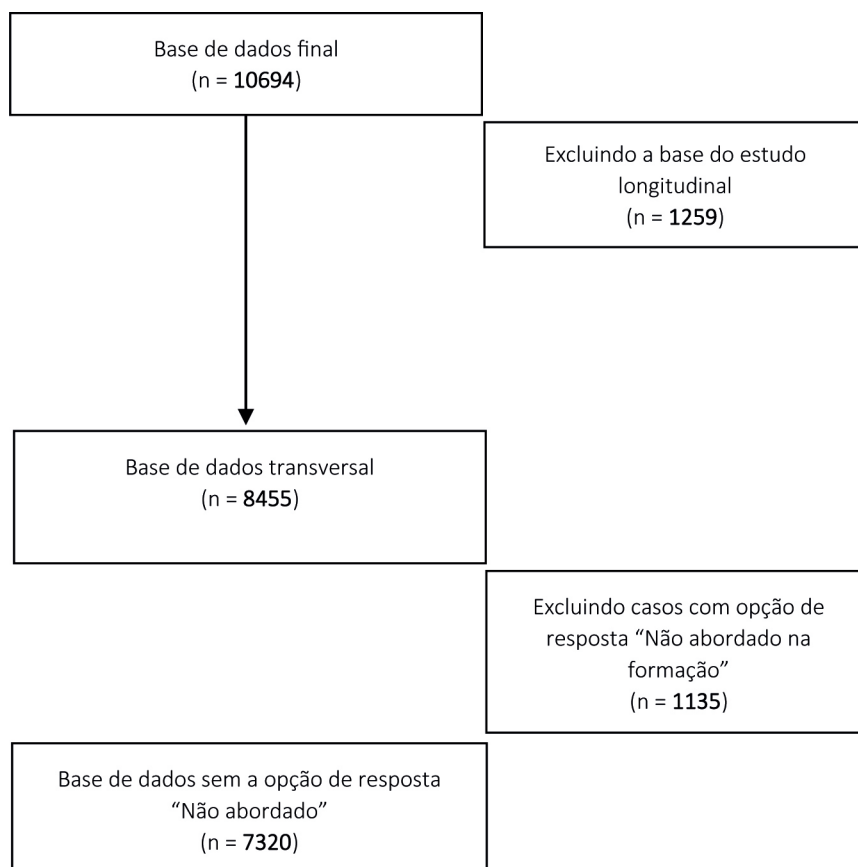 Base de dados final
(n = 10694)
Excluindo a base do estudo
longitudinal
(n = 1259)
Base de dados transversal
(n = 8455)
Excluindo casos com opção de
resposta “Não abordado na
formação”
(n = 1135)
Base de dados sem a opção de resposta
“Não abordado”
(n = 7320)